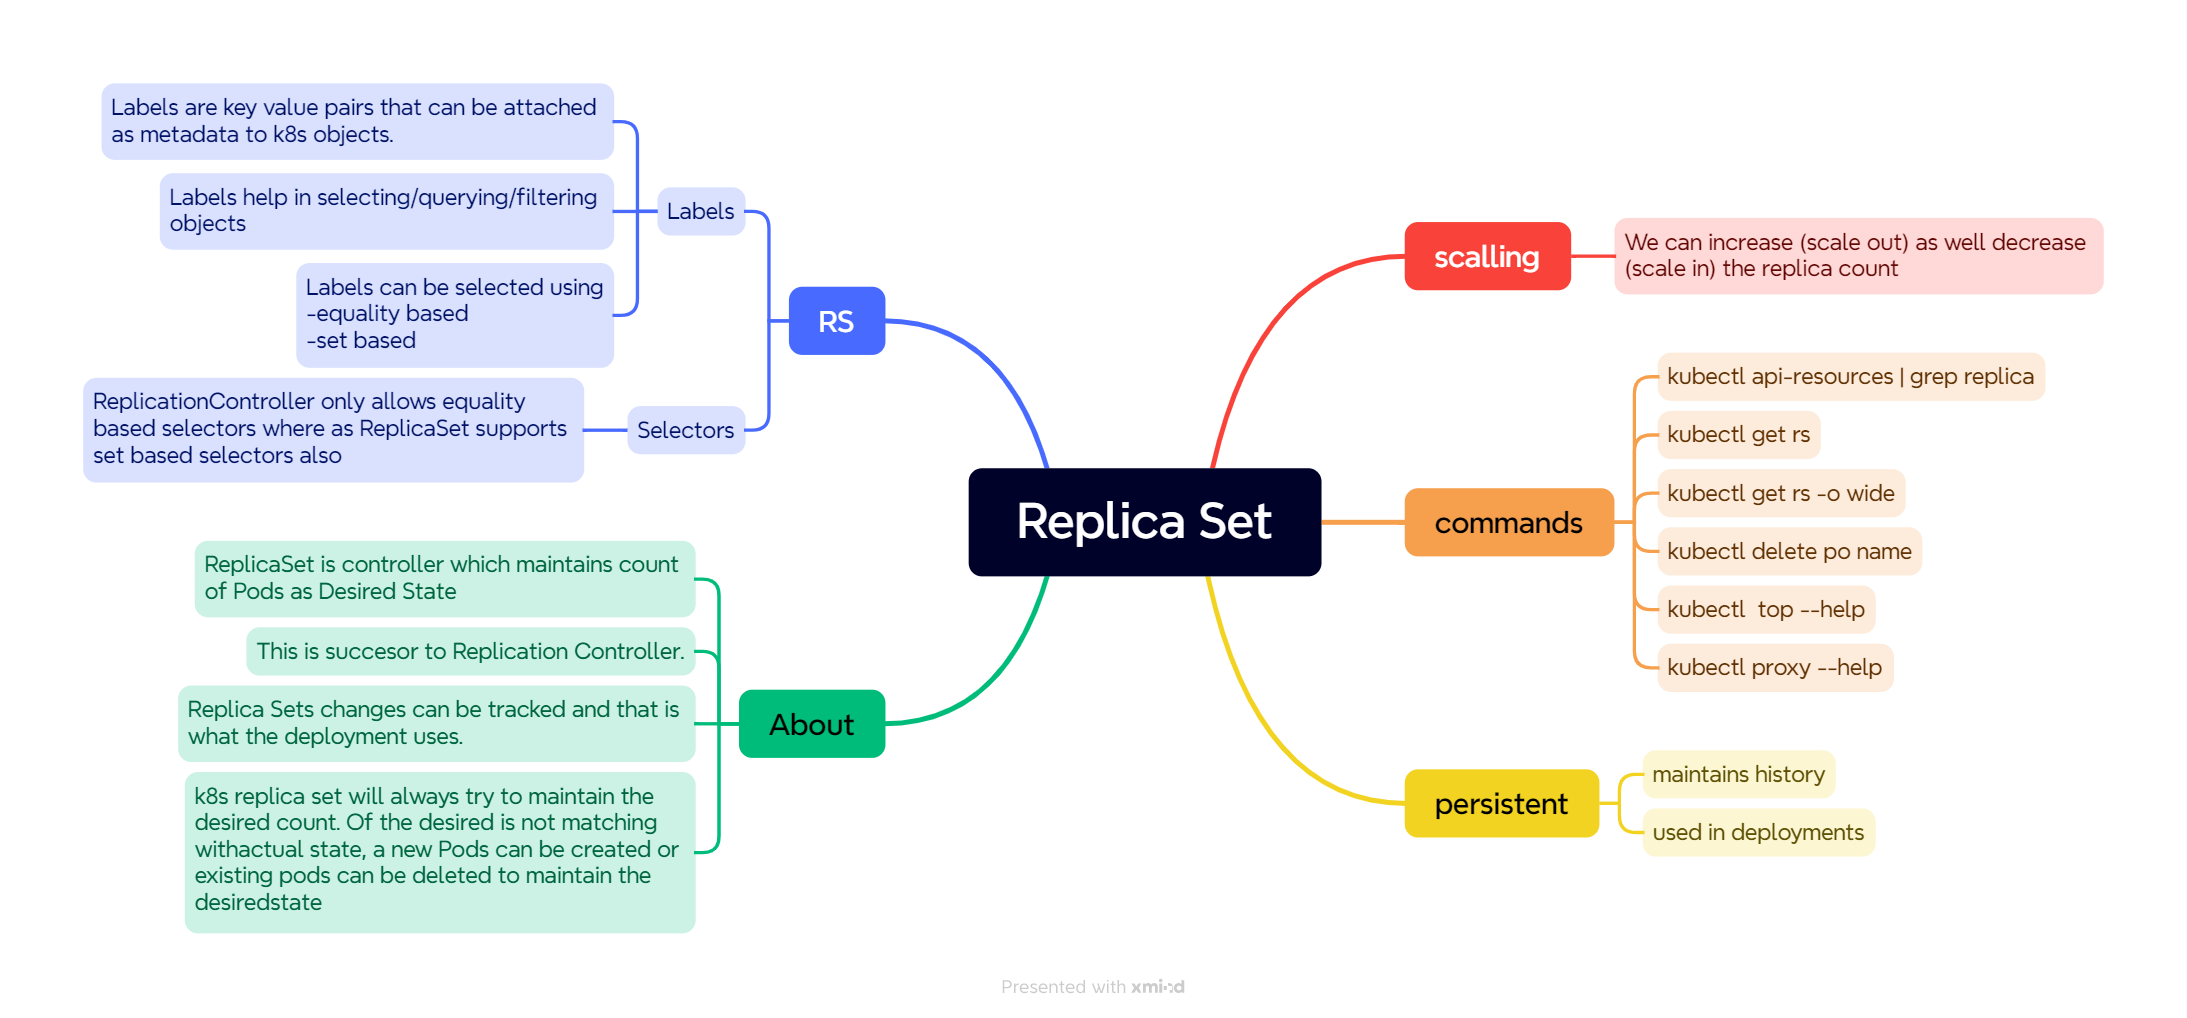 Replica Set
scalling
We can increase (scale out) as well decrease
(scale in) the replica count
commands
kubectl api-resources | grep replica
kubectl get rs
kubectl get rs -o wide
kubectl delete po name
kubectl  top --help
kubectl proxy --help
persistent
maintains history
used in deployments
RS
Labels
Labels are key value pairs that can be attached
as metadata to k8s objects.
Labels help in selecting/querying/filtering
objects
Labels can be selected using
-equality based
-set based
Selectors
ReplicationController only allows equality
based selectors where as ReplicaSet supports
set based selectors also
About
ReplicaSet is controller which maintains count
of Pods as Desired State
This is succesor to Replication Controller.
Replica Sets changes can be tracked and that is
what the deployment uses.
k8s replica set will always try to maintain the
desired count. Of the desired is not matching
withactual state, a new Pods can be created or
existing pods can be deleted to maintain the
desiredstate
Presented with xmind